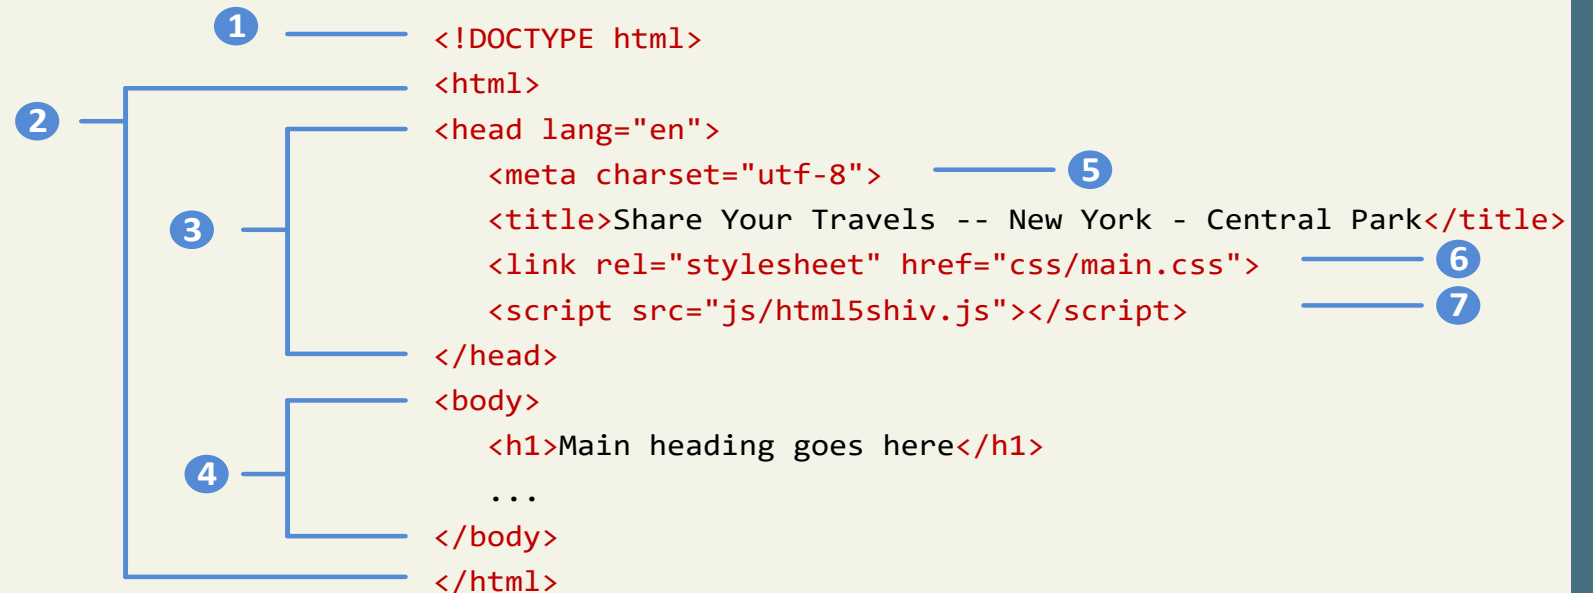 1 <!DOCTYPE html>
<html>
2
3
<head lang="en">
<meta charset="utf-8"> 5
<title>Share Your Travels -- New York - Central Park</title>
<link rel="stylesheet" href="css/main.css"> 6
<script src="js/html5shiv.js"></script> 7
</head>
4
<body>
<h1>Main heading goes here</h1>
...
</body>
</html>